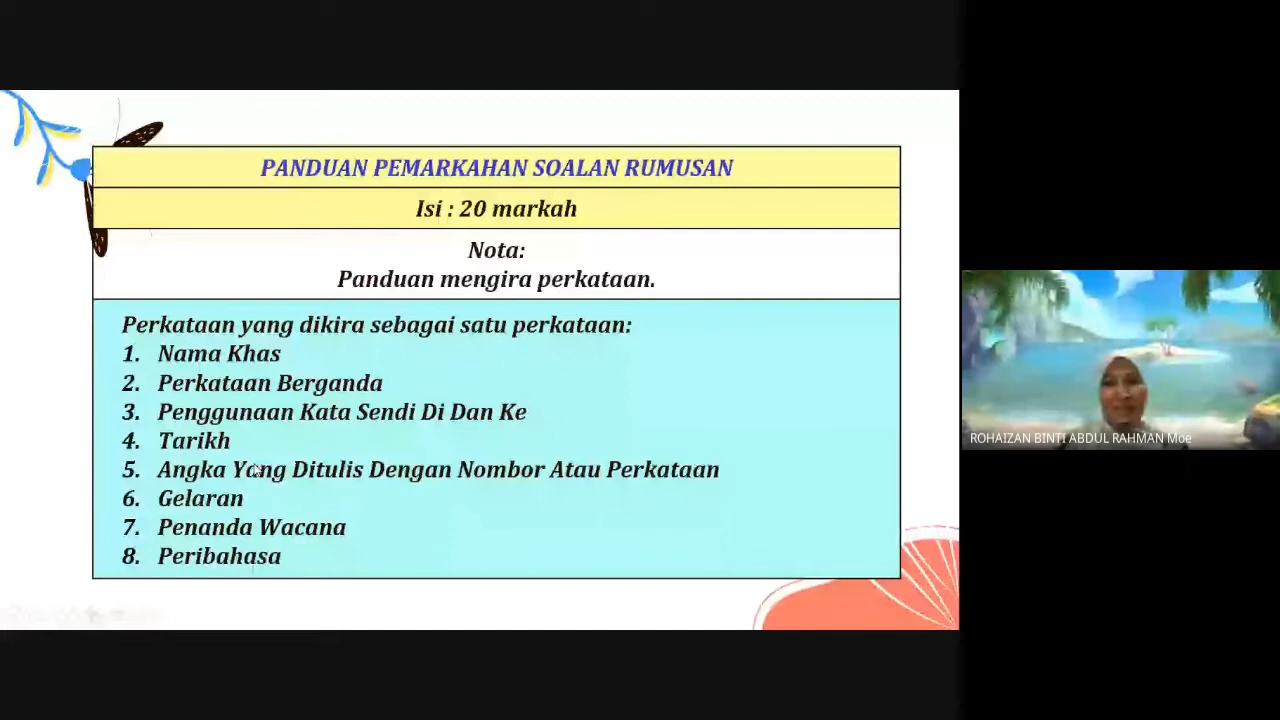 PANDUAN PEMARKAHAN SOALAN RUMUSAN
Isi : 20 markah
Nota:
Panduan mengira perkataan.
Perkataan yang dikira sebagai satu perkataan:
1. Nama Khas
2. Perkataan Berganda
3. Penggunaan Kata Sendi Di Dan Ke
4. Tarikh
5. Angka Yang Ditulis Dengan Nombor Atau Perkataan
6. Gelaran
7. Penanda Wacana
8. Peribahasa
ROHAIZAN BINTI ABDUL RAHMAN Moe